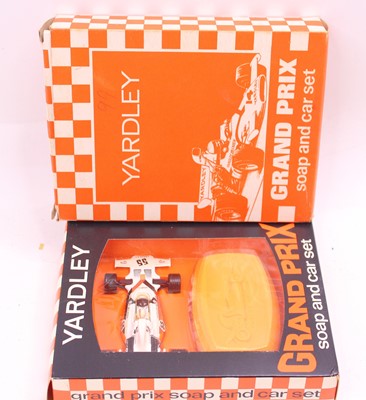 YARDLEY
GRAND PRIX
soap and car set
YARDLEY
GRAND PRIX
soap and car set
55
grand prix soap and car set